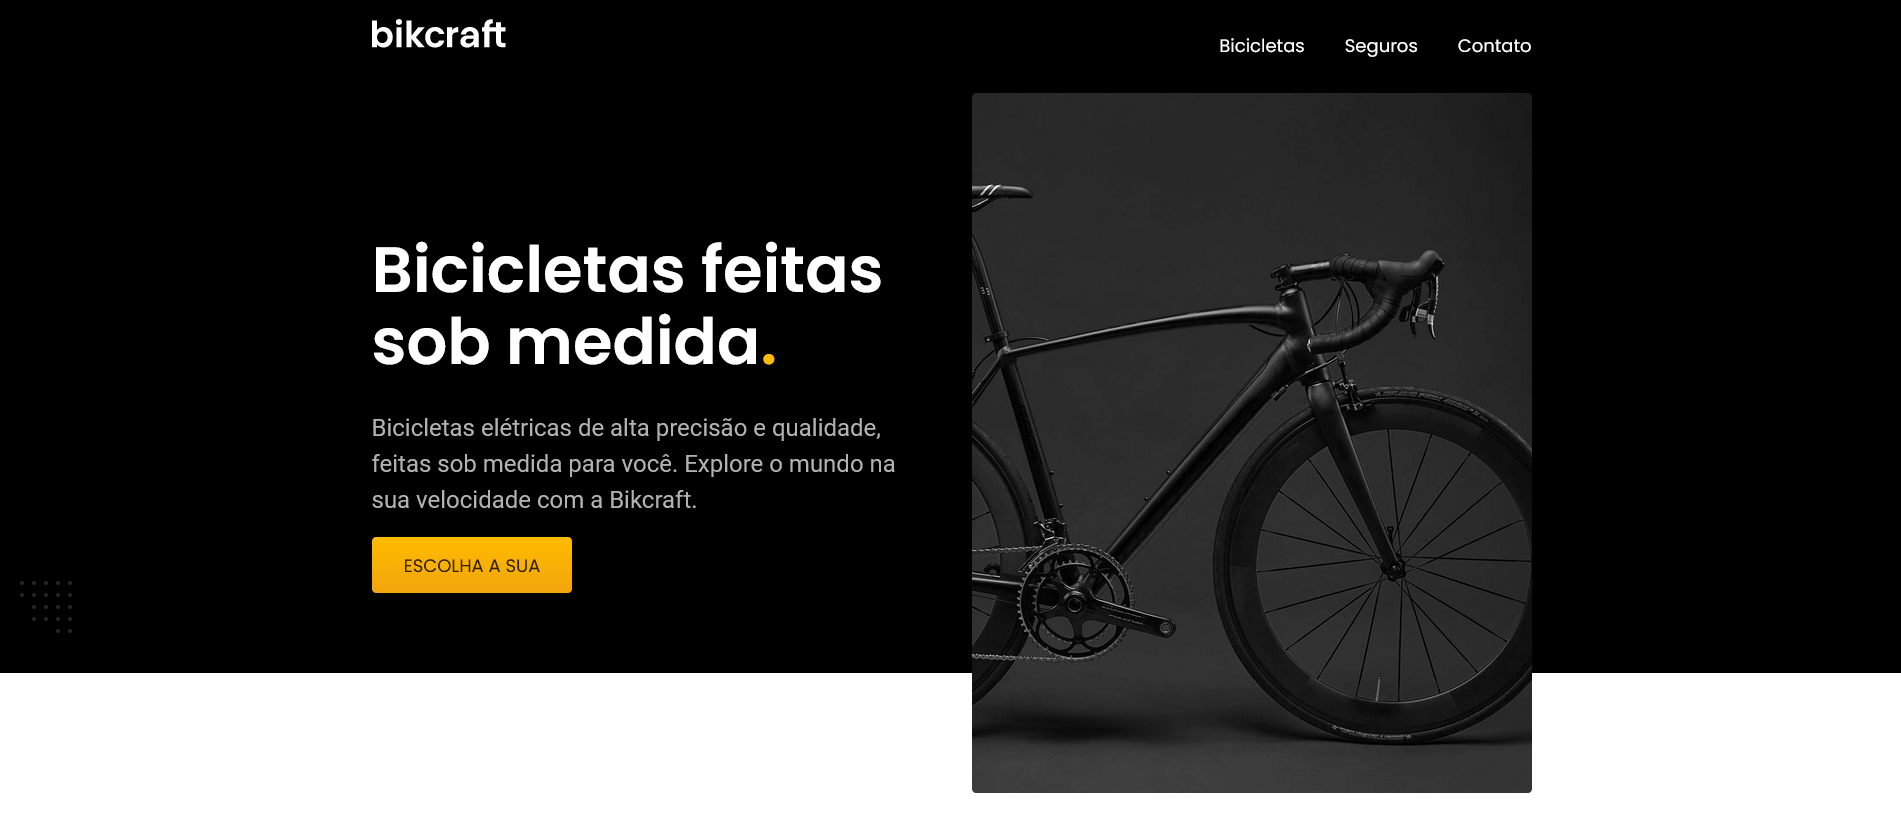 bikcraft
Bicicletas
Seguros
Contato
Bicicletas feitas
sob medida.
Bicicletas elétricas de alta precisão e qualidade,
feitas sob medida para você. Explore o mundo na
sua velocidade com a Bikcraft.
ESCOLHA A SUA